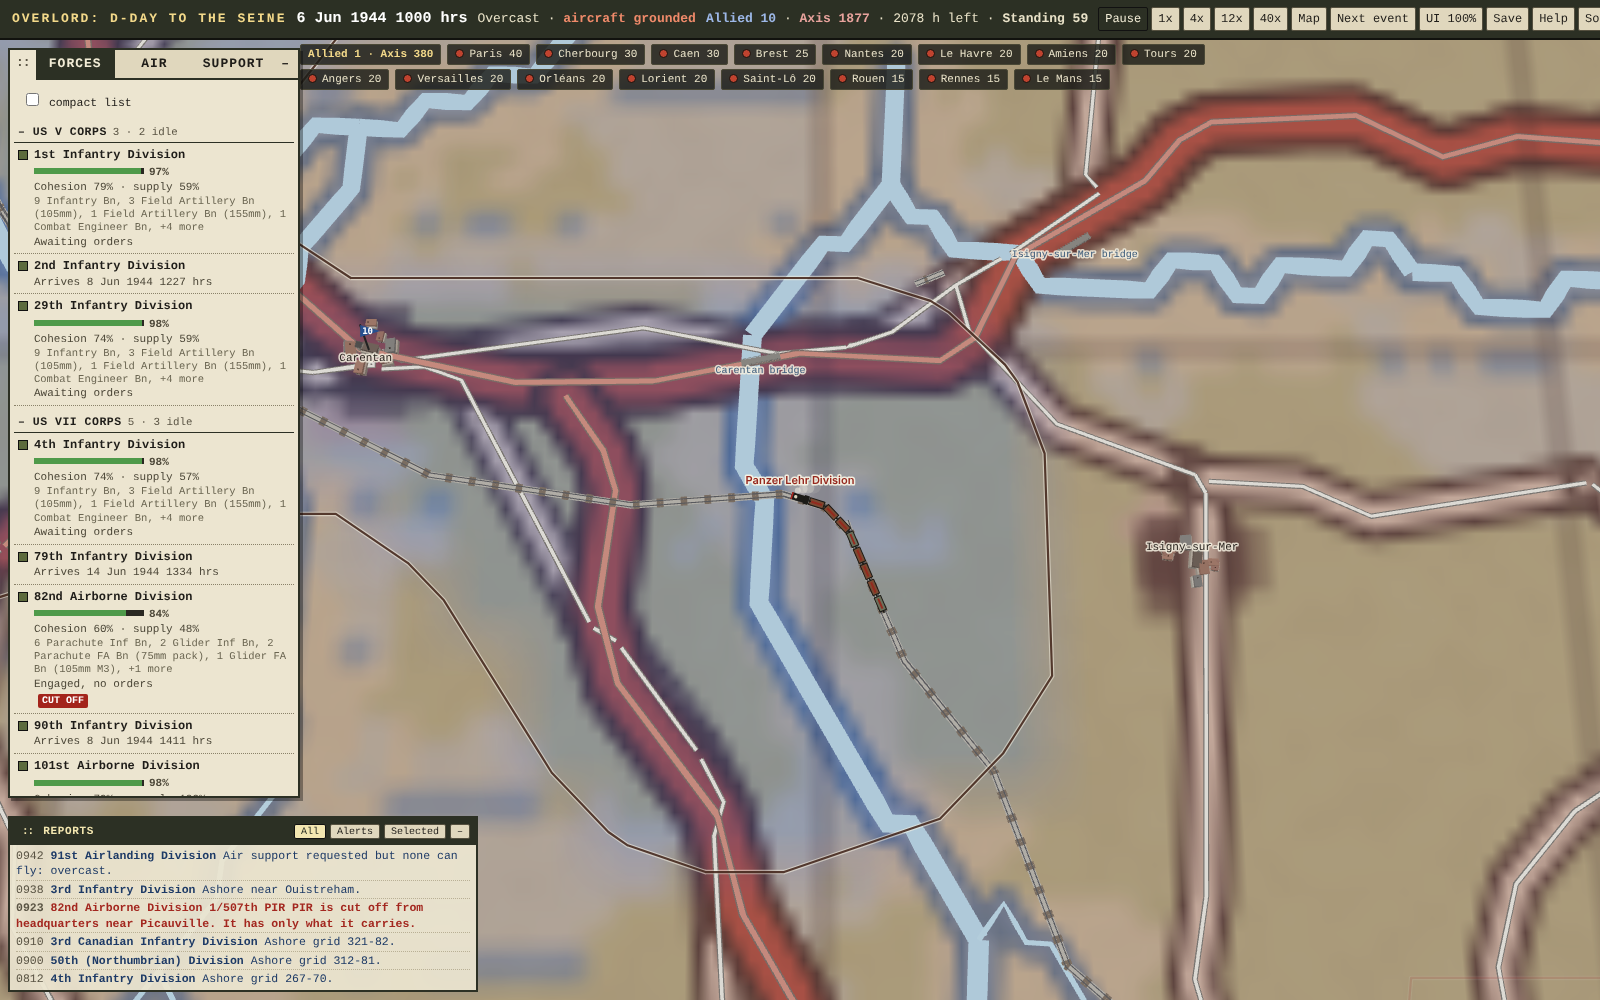 OVERLORD: D-DAY TO THE SEINE 6 Jun 1944 1000 hrs Overcast · aircraft grounded Allied 10 · Axis 1877 · 2078 h left · Standing 59 Pause 1x 4x 12x 40x Map Next event UI 100% Save Help So
Allied 1 · Axis 380 Paris 40 Cherbourg 30 Caen 30 Brest 25 Nantes 20 Le Havre 20 Amiens 20 Tours 20
Angers 20 Versailles 20 Orléans 20 Lorient 20 Saint-Lô 20 Rouen 15 Rennes 15 Le Mans 15
:: FORCES AIR SUPPORT –
compact list
– US V CORPS 3 · 2 idle
1st Infantry Division
97%
Cohesion 79% · supply 59%
9 Infantry Bn, 3 Field Artillery Bn
(105mm), 1 Field Artillery Bn (155mm), 1
Combat Engineer Bn, +4 more
Awaiting orders
2nd Infantry Division
Arrives 8 Jun 1944 1227 hrs
29th Infantry Division
98%
Cohesion 74% · supply 59%
9 Infantry Bn, 3 Field Artillery Bn
(105mm), 1 Field Artillery Bn (155mm), 1
Combat Engineer Bn, +4 more
Awaiting orders
– US VII CORPS 5 · 3 idle
4th Infantry Division
98%
Cohesion 74% · supply 57%
9 Infantry Bn, 3 Field Artillery Bn
(105mm), 1 Field Artillery Bn (155mm), 1
Combat Engineer Bn, +4 more
Awaiting orders
79th Infantry Division
Arrives 14 Jun 1944 1334 hrs
82nd Airborne Division
84%
Cohesion 60% · supply 48%
6 Parachute Inf Bn, 2 Glider Inf Bn, 2
Parachute FA Bn (75mm pack), 1 Glider FA
Bn (105mm M3), +1 more
Engaged, no orders
CUT OFF
90th Infantry Division
Arrives 8 Jun 1944 1411 hrs
101st Airborne Division
98%
:: REPORTS All Alerts Selected –
0942 91st Airlanding Division Air support requested but none can
fly: overcast.
0938 3rd Infantry Division Ashore near Ouistreham.
0923 82nd Airborne Division 1/507th PIR PIR is cut off from
headquarters near Picauville. It has only what it carries.
0910 3rd Canadian Infantry Division Ashore grid 321-82.
0900 50th (Northumbrian) Division Ashore grid 312-81.
0812 4th Infantry Division Ashore grid 267-70.
Isigny-sur-Mer bridge
10
Carentan
Carentan bridge
Panzer Lehr Division
Isigny-sur-Mer